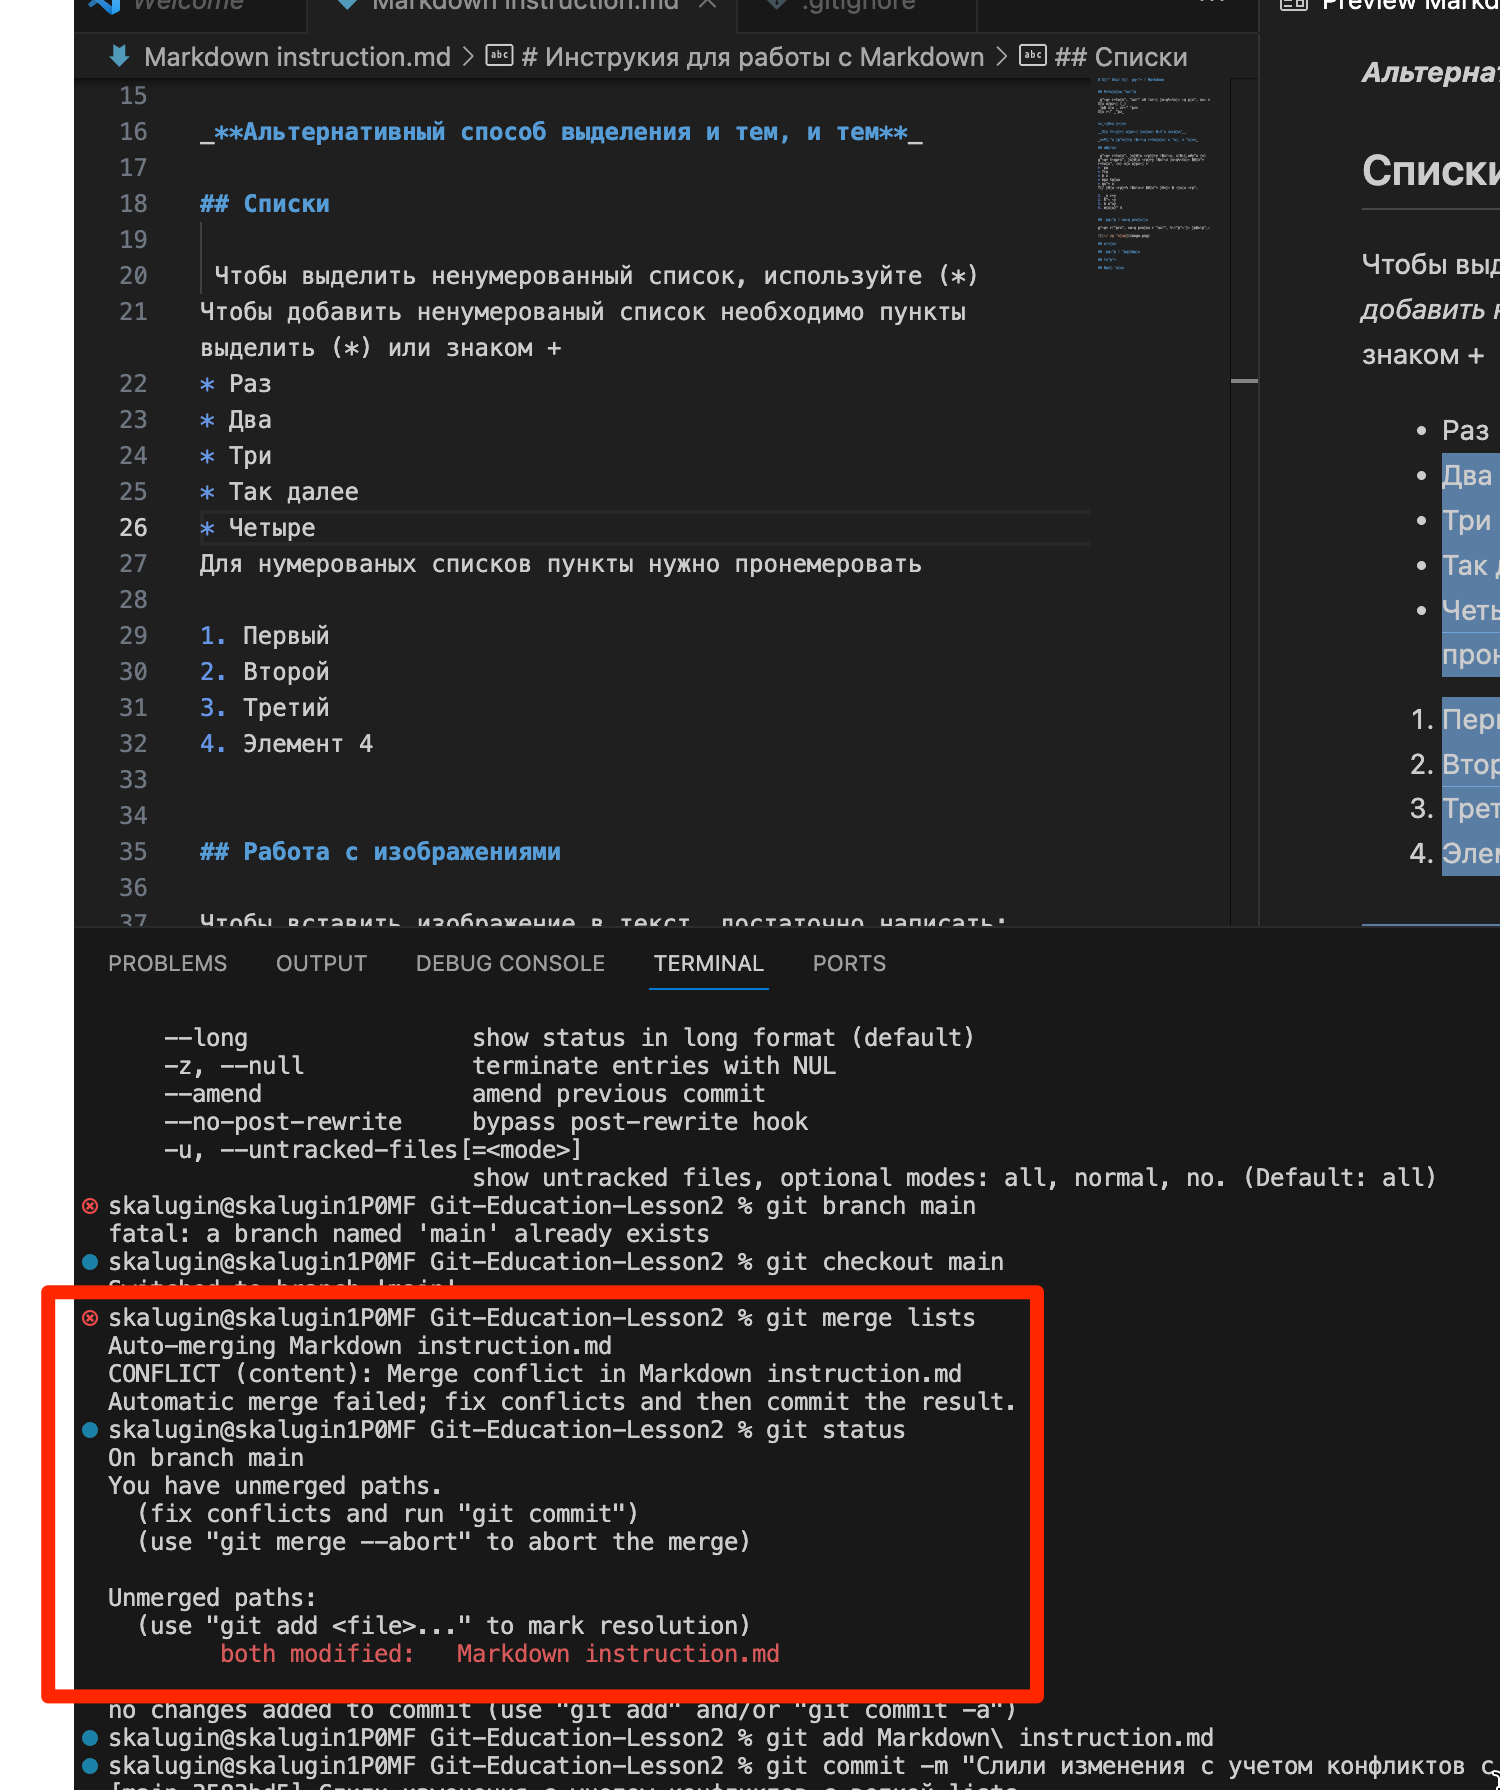 Welcome
Markdown instruction.md
.gitignore
Markdown instruction.md > # Инструкия для работы с Markdown > ## Списки
15
16 _**Альтернативный способ выделения и тем, и тем**_
17
18 ## Списки
19
20 Чтобы выделить ненумерованный список, используйте (*)
21 Чтобы добавить ненумерованый список необходимо пункты
выделить (*) или знаком +
22 * Раз
23 * Два
24 * Три
25 * Так далее
26 * Четыре
27 Для нумерованых списков пункты нужно пронемеровать
28
29 1. Первый
30 2. Второй
31 3. Третий
32 4. Элемент 4
33
34
35 ## Работа с изображениями
36
37 Чтобы вставить изображение в текст, достаточно написать:
Preview Markd
Альтернат
Списки
Чтобы выд
добавить н
знаком +
• Раз
• Два
• Три
• Так д
• Четы
прон
1. Перв
2. Втор
3. Трет
4. Элем
PROBLEMS OUTPUT DEBUG CONSOLE TERMINAL PORTS
--long show status in long format (default)
-z, --null terminate entries with NUL
--amend amend previous commit
--no-post-rewrite bypass post-rewrite hook
-u, --untracked-files[=<mode>]
show untracked files, optional modes: all, normal, no. (Default: all)
skalugin@skalugin1P0MF Git-Education-Lesson2 % git branch main
fatal: a branch named 'main' already exists
skalugin@skalugin1P0MF Git-Education-Lesson2 % git checkout main
Switched to branch 'main'
skalugin@skalugin1P0MF Git-Education-Lesson2 % git merge lists
Auto-merging Markdown instruction.md
CONFLICT (content): Merge conflict in Markdown instruction.md
Automatic merge failed; fix conflicts and then commit the result.
skalugin@skalugin1P0MF Git-Education-Lesson2 % git status
On branch main
You have unmerged paths.
(fix conflicts and run "git commit")
(use "git merge --abort" to abort the merge)
Unmerged paths:
(use "git add <file>..." to mark resolution)
both modified: Markdown instruction.md
no changes added to commit (use "git add" and/or "git commit -a")
skalugin@skalugin1P0MF Git-Education-Lesson2 % git add Markdown\ instruction.md
skalugin@skalugin1P0MF Git-Education-Lesson2 % git commit -m "Слили изменения с учетом конфликтов с
Слили изменения с учетом конфликтов с веткой lists